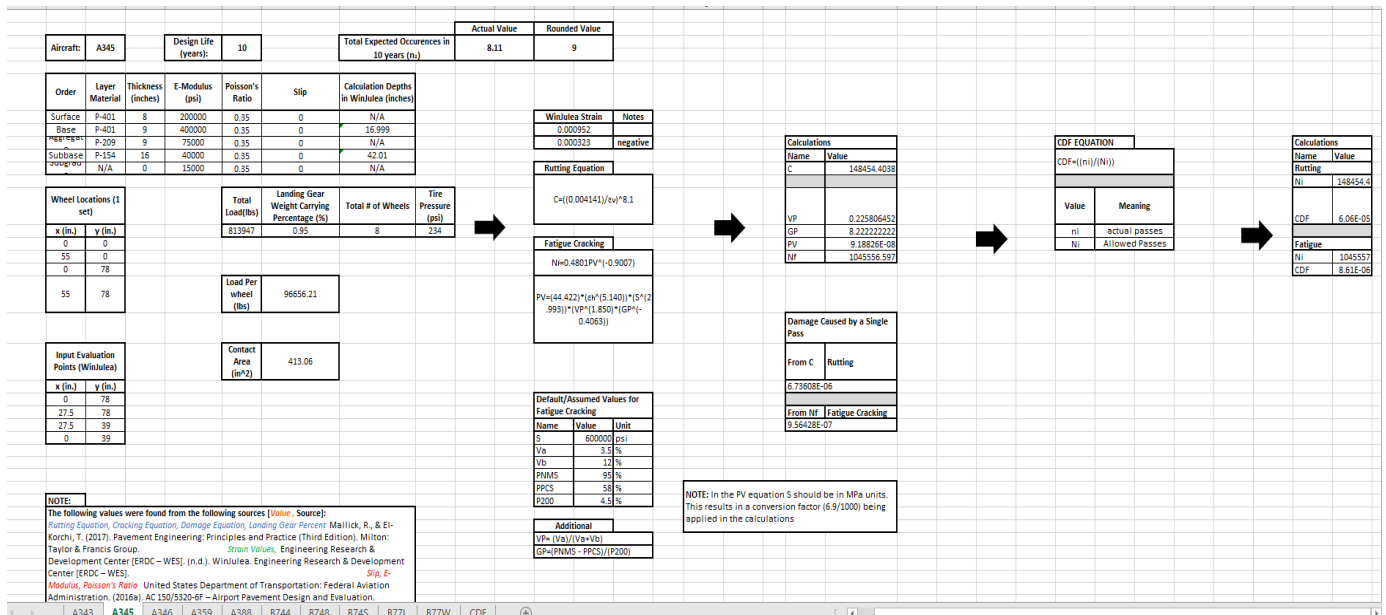 Actual Value Rounded Value
Aircraft: A345 Design Life (years): 10 Total Expected Occurences in 10 years (nᵢ) 8.11 9
Order Layer Material Thickness (inches) E-Modulus (psi) Poisson's Ratio Slip Calculation Depths in WinJulea (inches)
Surface P-401 8 200000 0.35 0 N/A
Base P-401 9 400000 0.35 0 16.999
P-209 9 75000 0.35 0 N/A
Subbase P-154 16 40000 0.35 0 42.01
N/A 0 15000 0.35 0 N/A
Wheel Locations (1 set)
x (in.) y (in.)
0 0
55 0
0 78
55 78
Total Load(lbs) Landing Gear Weight Carrying Percentage (%) Total # of Wheels Tire Pressure (psi)
813947 0.95 8 234
Load Per wheel (lbs) 96656.21
Contact Area (in^2) 413.06
Input Evaluation Points (WinJulea)
x (in.) y (in.)
0 78
27.5 78
27.5 39
0 39
NOTE:
The following values were found from the following sources [Value, Source]:
Rutting Equation, Cracking Equation, Damage Equation, Landing Gear Percent Mallick, R., & El-
Korchi, T. (2017). Pavement Engineering: Principles and Practice (Third Edition). Milton:
Taylor & Francis Group. Strain Values, Engineering Research &
Development Center [ERDC – WES]. (n.d.). WinJulea. Engineering Research & Development
Center [ERDC – WES]. Slip, E-
Modulus, Poisson's Ratio United States Department of Transportation: Federal Aviation
Administration. (2016a). AC 150/5320-6F – Airport Pavement Design and Evaluation.
WinJulea Strain Notes
0.000952
0.000323 negative
Rutting Equation
C=((0.004141)/εv)^8.1
Fatigue Cracking
Nf=0.4801PV^(-0.9007)
PV=(44.422)*(εh^(5.140))*(S^(2
.993))*(VP^(1.850)*(GP^(-
0.4063))
Default/Assumed Values for
Fatigue Cracking
Name Value Unit
S 600000 psi
Va 3.5 %
Vb 12 %
PNMS 95 %
PPCS 58 %
P200 4.5 %
Additional
VP= (Va)/(Va+Vb)
GP=(PNMS - PPCS)/(P200)
Calculations
Name Value
C 148454.4038
VP 0.225806452
GP 8.222222222
PV 9.18826E-08
Nf 1045556.597
Damage Caused by a Single
Pass
From C Rutting
6.73608E-06
From Nf Fatigue Cracking
9.56428E-07
NOTE: In the PV equation S should be in MPa units.
This results in a conversion factor (6.9/1000) being
applied in the calculations
CDF EQUATION
CDF=((ni)/(Ni))
Value Meaning
ni actual passes
Ni Allowed Passes
Calculations
Name Value
Rutting
Ni 148454.4
CDF 6.06E-05
Fatigue
Ni 1045557
CDF 8.61E-06
A343 A345 A346 A359 A388 B744 B748 B74S B77L B77W CDF